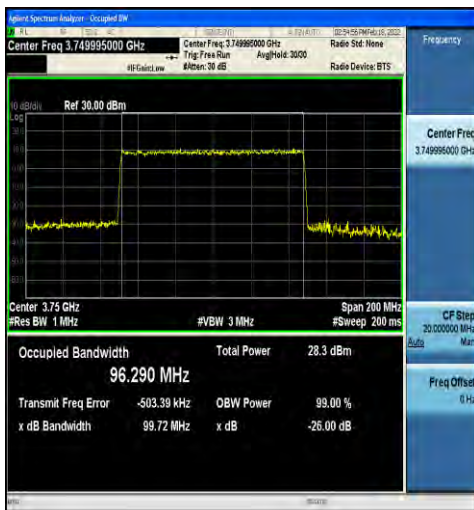 Agilent Spectrum Analyzer - Occupied BW
Center Freq 3.749995000 GHz
Center Freq: 3.749995000 GHz
Radio Std: None
Trig: Free Run
Avg|Hold: 30/30
#IFGain:Low
#Atten: 30 dB
Radio Device: BTS
10 dB/div
Ref 30.00 dBm
Log
Center 3.75 GHz
Span 200 MHz
#Res BW 1 MHz
#VBW 3 MHz
#Sweep 200 ms
Occupied Bandwidth
Total Power
28.3 dBm
96.290 MHz
Transmit Freq Error
-503.39 kHz
OBW Power
99.00 %
x dB Bandwidth
99.72 MHz
x dB
-26.00 dB
Frequency
Center Freq
3.749995000 GHz
CF Step
20.000000 MHz
Auto
Man
Freq Offset
0 Hz